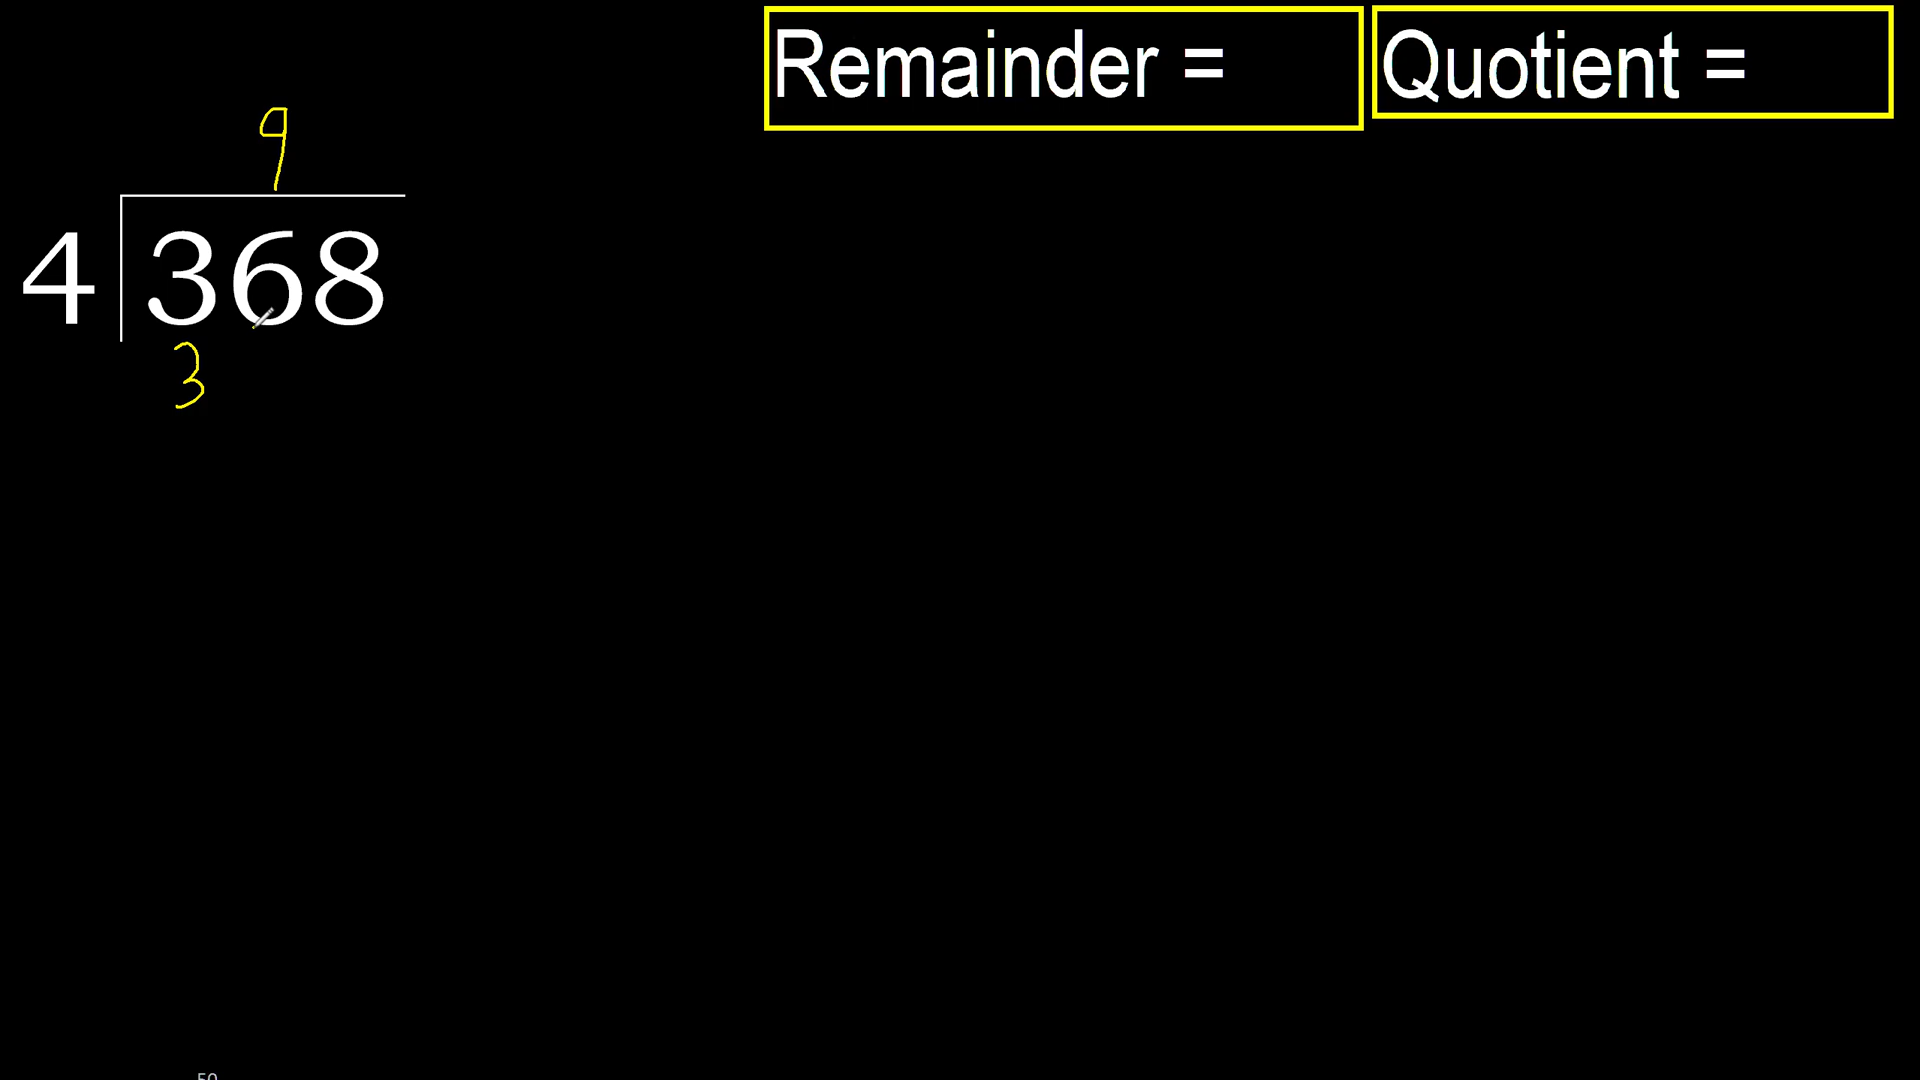 Remainder = Quotient =
9
4 368
3